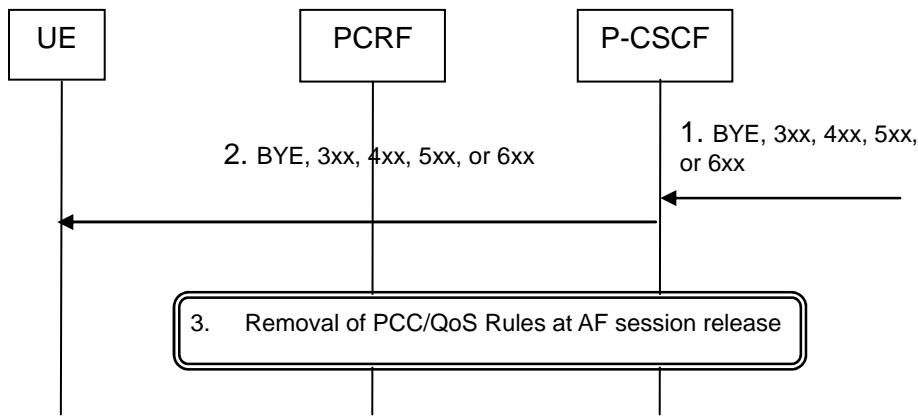 UE
PCRF
P-CSCF
1. BYE, 3xx, 4xx, 5xx,
or 6xx
2. BYE, 3xx, 4xx, 5xx, or 6xx
3. Removal of PCC/QoS Rules at AF session release